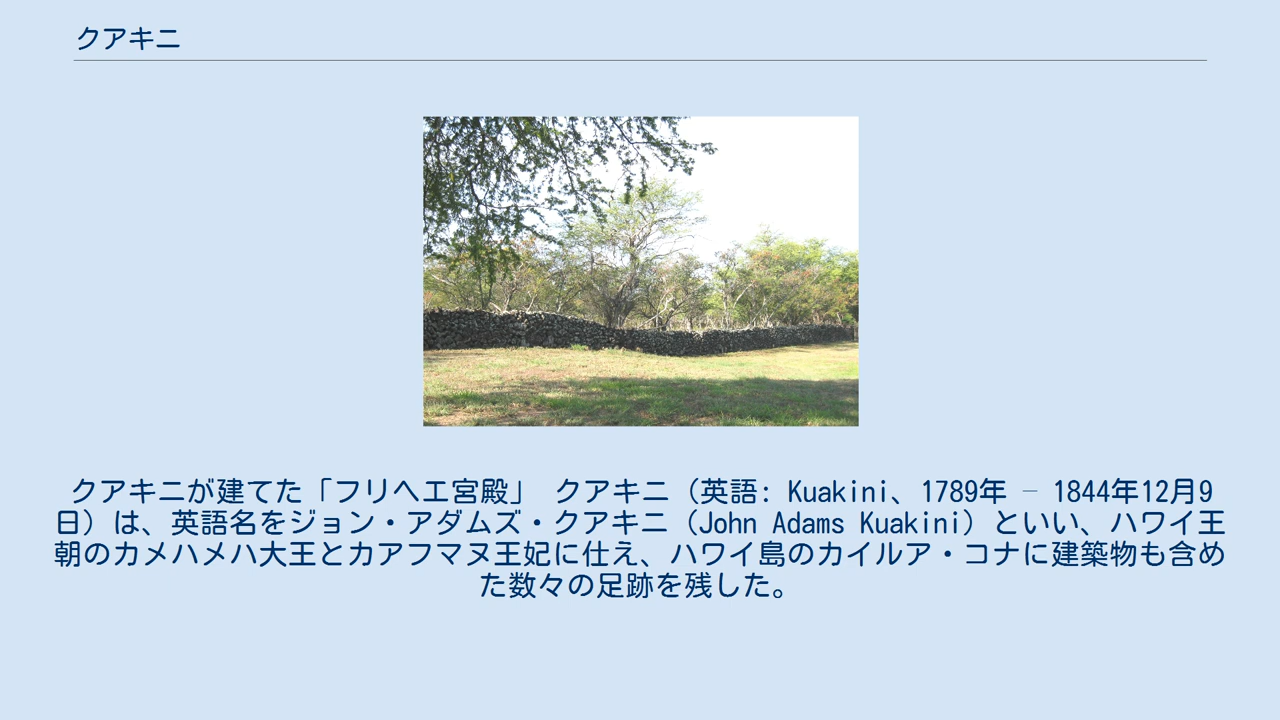 クアキニ
クアキニが建てた「フリヘエ宮殿」 クアキニ（英語: Kuakini、1789年 – 1844年12月9
日）は、英語名をジョン・アダムズ・クアキニ（John Adams Kuakini）といい、ハワイ王
朝のカメハメハ大王とカアフマヌ王妃に仕え、ハワイ島のカイルア・コナに建築物も含め
た数々の足跡を残した。